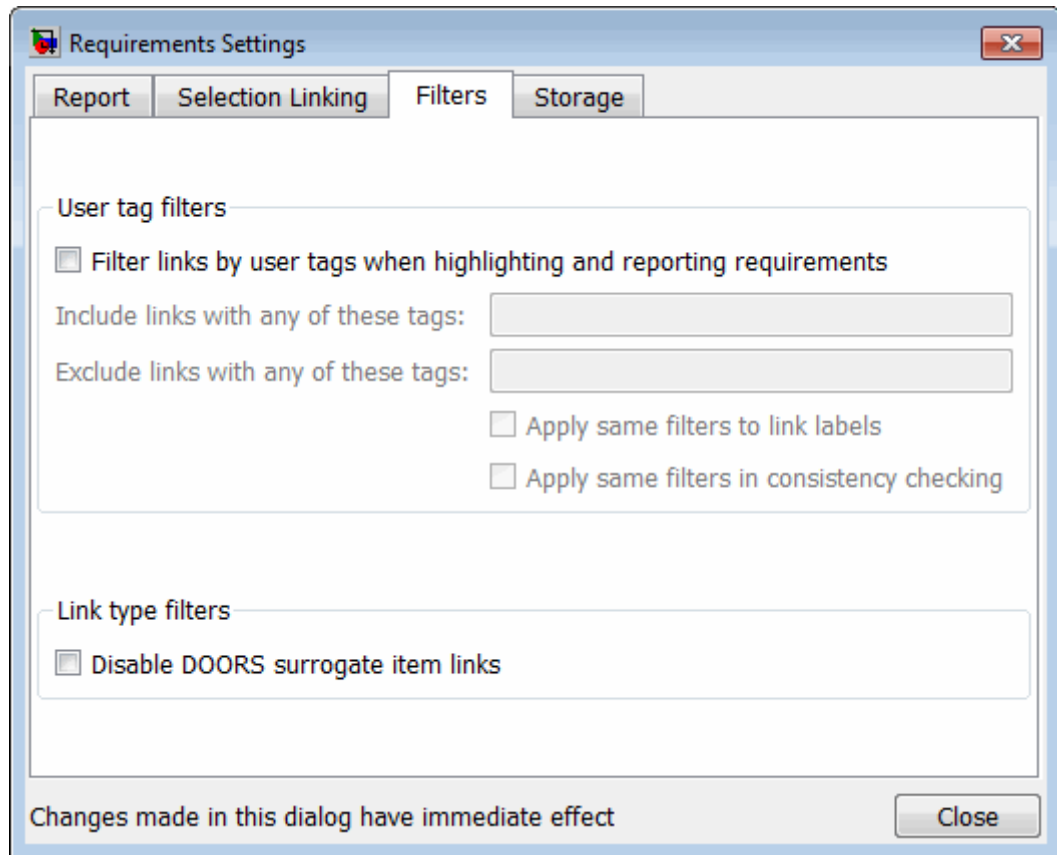 Requirements Settings
Report Selection Linking Filters Storage
User tag filters
Filter links by user tags when highlighting and reporting requirements
Include links with any of these tags:
Exclude links with any of these tags:
Apply same filters to link labels
Apply same filters in consistency checking
Link type filters
Disable DOORS surrogate item links
Changes made in this dialog have immediate effect Close